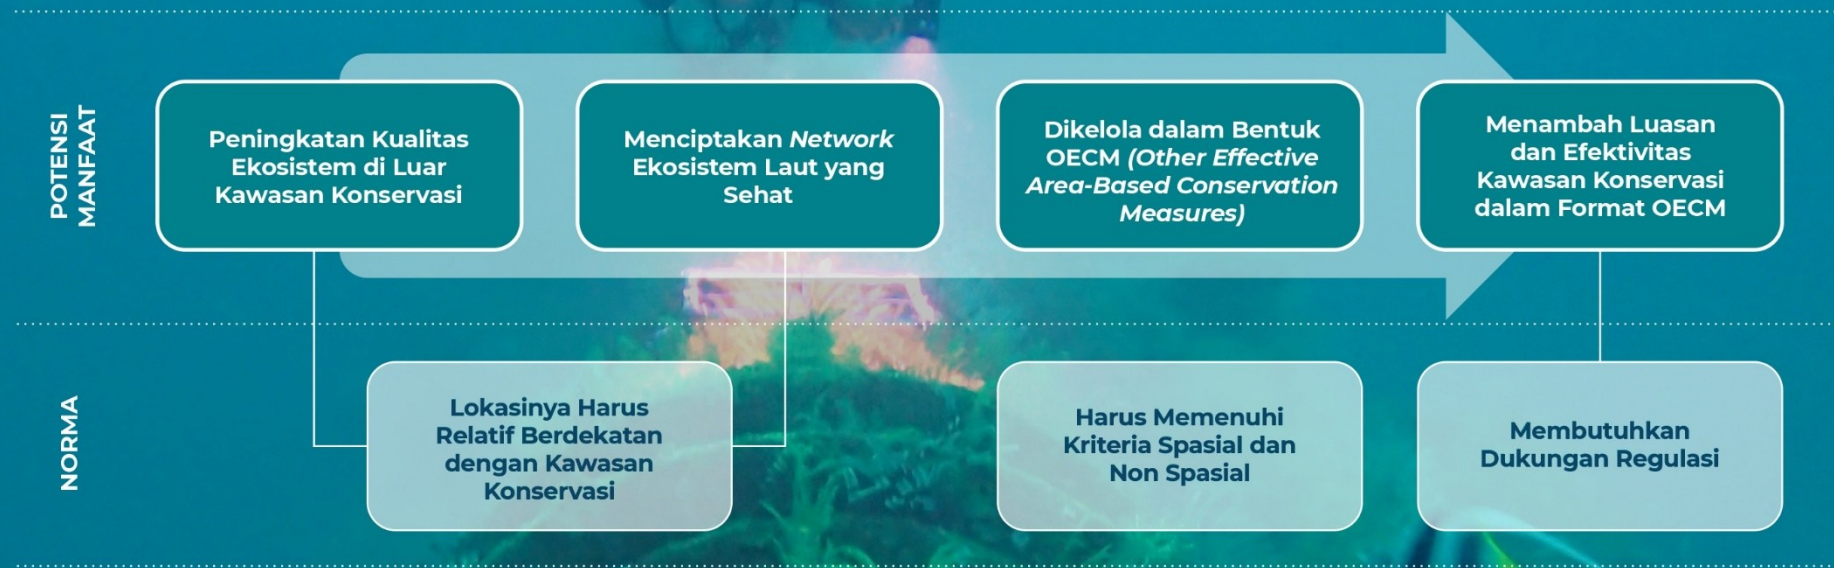 POTENSI
MANFAAT
Peningkatan Kualitas
Ekosistem di Luar
Kawasan Konservasi
Menciptakan Network
Ekosistem Laut yang
Sehat
Dikelola dalam Bentuk
OECM (Other Effective
Area-Based Conservation
Measures)
Menambah Luasan
dan Efektivitas
Kawasan Konservasi
dalam Format OECM
NORMA
Lokasinya Harus
Relatif Berdekatan
dengan Kawasan
Konservasi
Harus Memenuhi
Kriteria Spasial dan
Non Spasial
Membutuhkan
Dukungan Regulasi